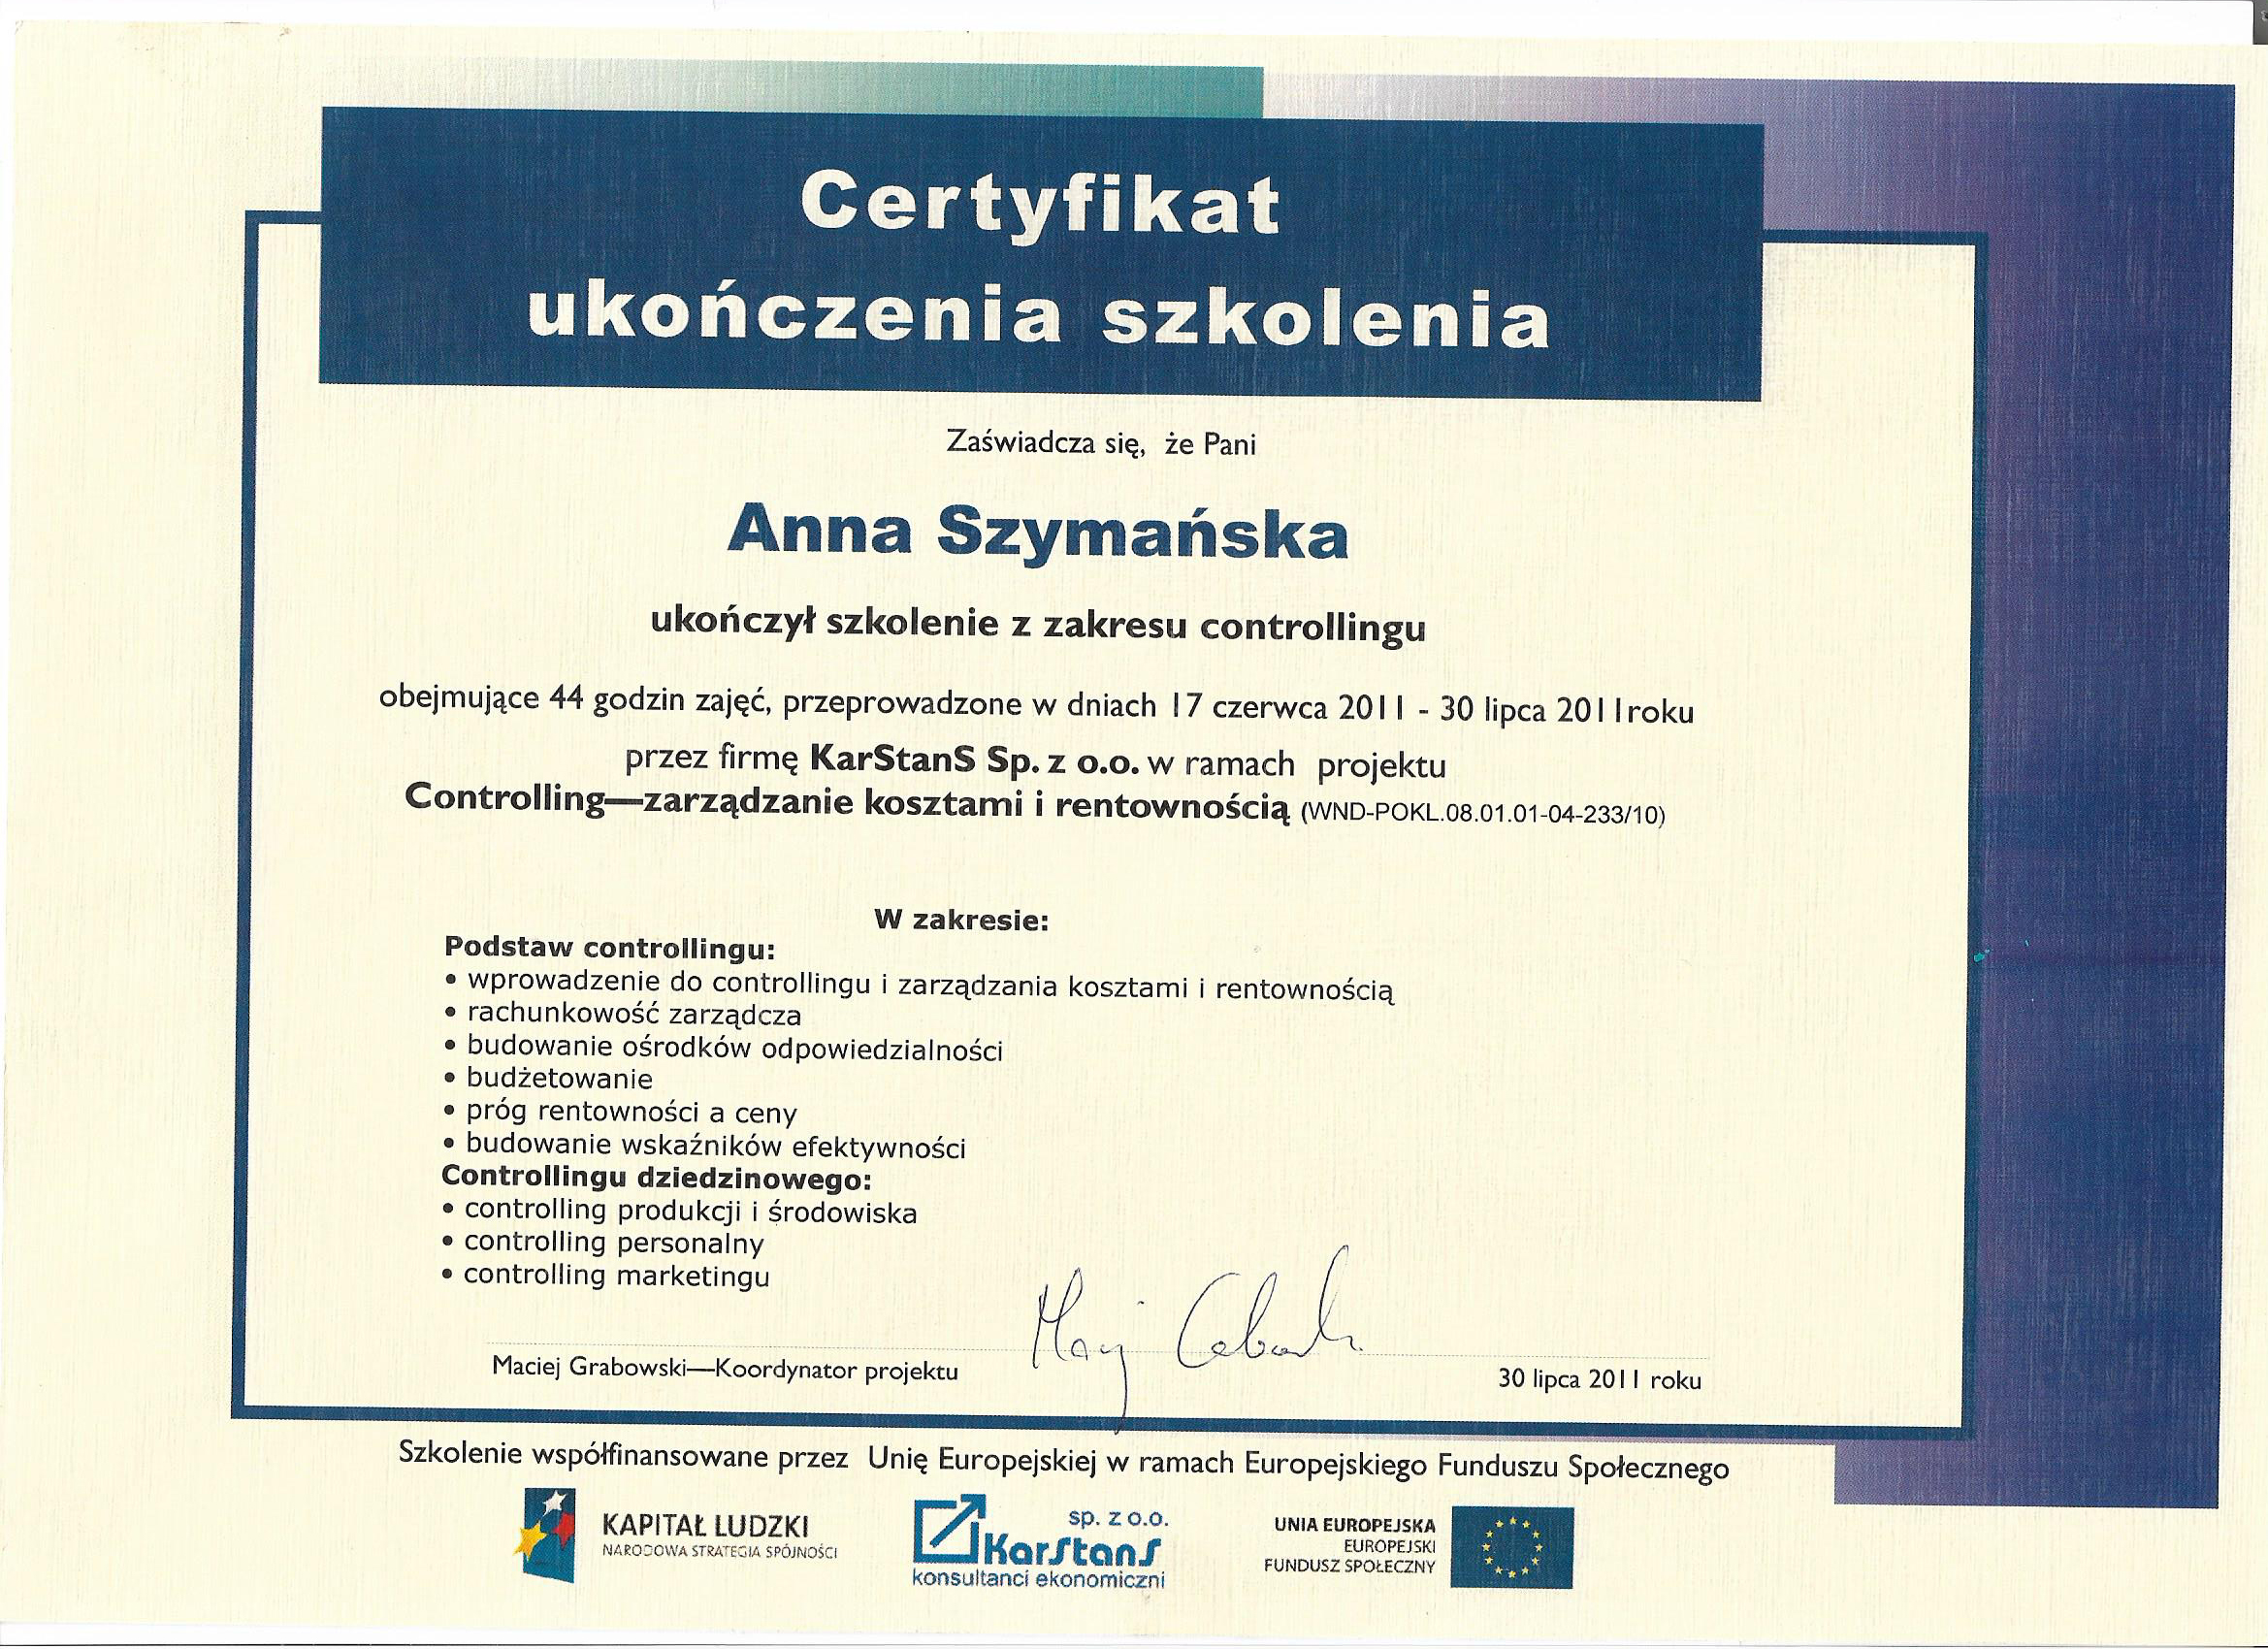 Certyfikat
ukończenia szkolenia
Zaświadcza się, że Pani
Anna Szymańska
ukończył szkolenie z zakresu controllingu
obejmujące 44 godzin zajęć, przeprowadzone w dniach 17 czerwca 2011 - 30 lipca 2011roku
przez firmę KarStanS Sp. z o.o. w ramach projektu
Controlling—zarządzanie kosztami i rentownością (WND-POKL.08.01.01-04-233/10)
W zakresie:
Podstaw controllingu:
• wprowadzenie do controllingu i zarządzania kosztami i rentownością
• rachunkowość zarządcza
• budowanie ośrodków odpowiedzialności
• budżetowanie
• próg rentowności a ceny
• budowanie wskaźników efektywności
Controllingu dziedzinowego:
• controlling produkcji i środowiska
• controlling personalny
• controlling marketingu
Maciej Grabowski—Koordynator projektu
30 lipca 2011 roku
Szkolenie współfinansowane przez Unię Europejskiej w ramach Europejskiego Funduszu Społecznego
KAPITAŁ LUDZKI
NARODOWA STRATEGIA SPÓJNOŚCI
sp. z o.o.
KarStanS
konsultanci ekonomiczni
UNIA EUROPEJSKA
EUROPEJSKI
FUNDUSZ SPOŁECZNY